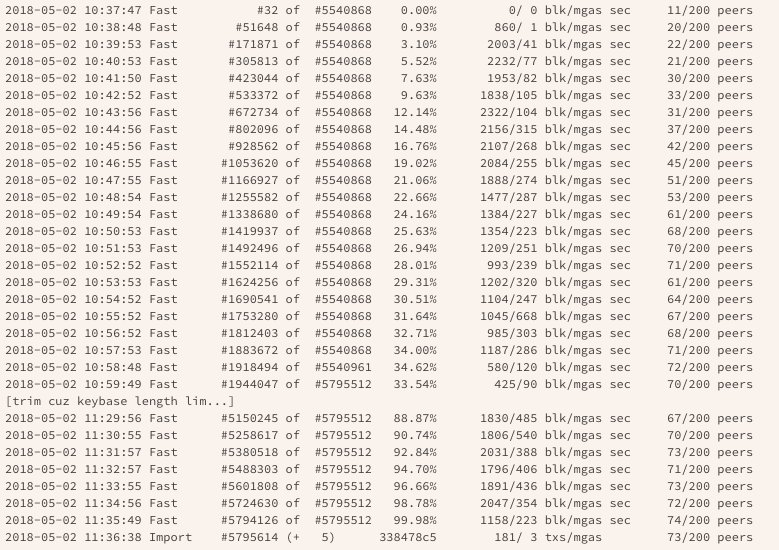 2018-05-02 10:37:47 Fast #32 of #5540868 0.00% 0/ 0 blk/mgas sec 11/200 peers
2018-05-02 10:38:48 Fast #51648 of #5540868 0.93% 860/ 1 blk/mgas sec 20/200 peers
2018-05-02 10:39:53 Fast #171871 of #5540868 3.10% 2003/41 blk/mgas sec 22/200 peers
2018-05-02 10:40:53 Fast #305813 of #5540868 5.52% 2232/77 blk/mgas sec 21/200 peers
2018-05-02 10:41:50 Fast #423044 of #5540868 7.63% 1953/82 blk/mgas sec 30/200 peers
2018-05-02 10:42:52 Fast #533372 of #5540868 9.63% 1838/105 blk/mgas sec 33/200 peers
2018-05-02 10:43:56 Fast #672734 of #5540868 12.14% 2322/104 blk/mgas sec 31/200 peers
2018-05-02 10:44:56 Fast #802096 of #5540868 14.48% 2156/315 blk/mgas sec 37/200 peers
2018-05-02 10:45:56 Fast #928562 of #5540868 16.76% 2107/268 blk/mgas sec 42/200 peers
2018-05-02 10:46:55 Fast #1053620 of #5540868 19.02% 2084/255 blk/mgas sec 45/200 peers
2018-05-02 10:47:55 Fast #1166927 of #5540868 21.06% 1888/274 blk/mgas sec 51/200 peers
2018-05-02 10:48:54 Fast #1255582 of #5540868 22.66% 1477/287 blk/mgas sec 53/200 peers
2018-05-02 10:49:54 Fast #1338680 of #5540868 24.16% 1384/227 blk/mgas sec 61/200 peers
2018-05-02 10:50:53 Fast #1419937 of #5540868 25.63% 1354/223 blk/mgas sec 68/200 peers
2018-05-02 10:51:53 Fast #1492496 of #5540868 26.94% 1209/251 blk/mgas sec 70/200 peers
2018-05-02 10:52:52 Fast #1552114 of #5540868 28.01% 993/239 blk/mgas sec 71/200 peers
2018-05-02 10:53:53 Fast #1624256 of #5540868 29.31% 1202/320 blk/mgas sec 61/200 peers
2018-05-02 10:54:52 Fast #1690541 of #5540868 30.51% 1104/247 blk/mgas sec 64/200 peers
2018-05-02 10:55:52 Fast #1753280 of #5540868 31.64% 1045/668 blk/mgas sec 67/200 peers
2018-05-02 10:56:52 Fast #1812403 of #5540868 32.71% 985/303 blk/mgas sec 68/200 peers
2018-05-02 10:57:53 Fast #1883672 of #5540868 34.00% 1187/286 blk/mgas sec 71/200 peers
2018-05-02 10:58:48 Fast #1918494 of #5540961 34.62% 580/120 blk/mgas sec 72/200 peers
2018-05-02 10:59:49 Fast #1944047 of #5795512 33.54% 425/90 blk/mgas sec 70/200 peers
[trim cuz keybase length lim...]
2018-05-02 11:29:56 Fast #5150245 of #5795512 88.87% 1830/485 blk/mgas sec 67/200 peers
2018-05-02 11:30:55 Fast #5258617 of #5795512 90.74% 1806/540 blk/mgas sec 70/200 peers
2018-05-02 11:31:57 Fast #5380518 of #5795512 92.84% 2031/388 blk/mgas sec 73/200 peers
2018-05-02 11:32:57 Fast #5488303 of #5795512 94.70% 1796/406 blk/mgas sec 71/200 peers
2018-05-02 11:33:55 Fast #5601808 of #5795512 96.66% 1891/436 blk/mgas sec 73/200 peers
2018-05-02 11:34:56 Fast #5724630 of #5795512 98.78% 2047/354 blk/mgas sec 72/200 peers
2018-05-02 11:35:49 Fast #5794126 of #5795512 99.98% 1158/223 blk/mgas sec 74/200 peers
2018-05-02 11:36:38 Import #5795614 (+ 5) 338478c5 181/ 3 txs/mgas 73/200 peers